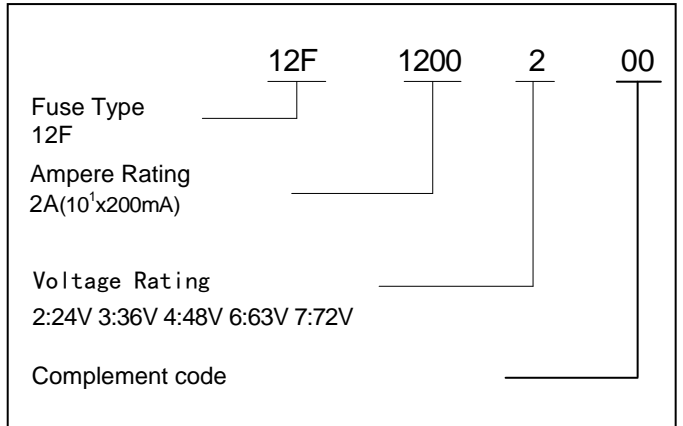 12F 1200 2 00
Fuse Type
12F
Ampere Rating
2A(10¹x200mA)
Voltage Rating
2:24V 3:36V 4:48V 6:63V 7:72V
Complement code